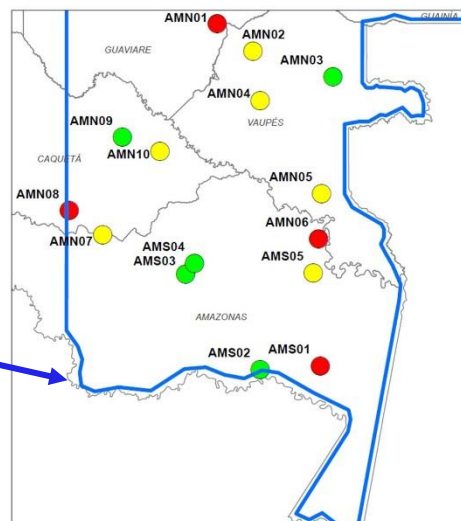 AMN01
GUAINÍA
GUAVIARE
AMN02
AMN03
AMN04
VAUPÉS
AMN09
CAQUETÁ
AMN10
AMN05
AMN08
AMN06
AMN07
AMS04
AMS03
AMS05
AMAZONAS
AMS02
AMS01